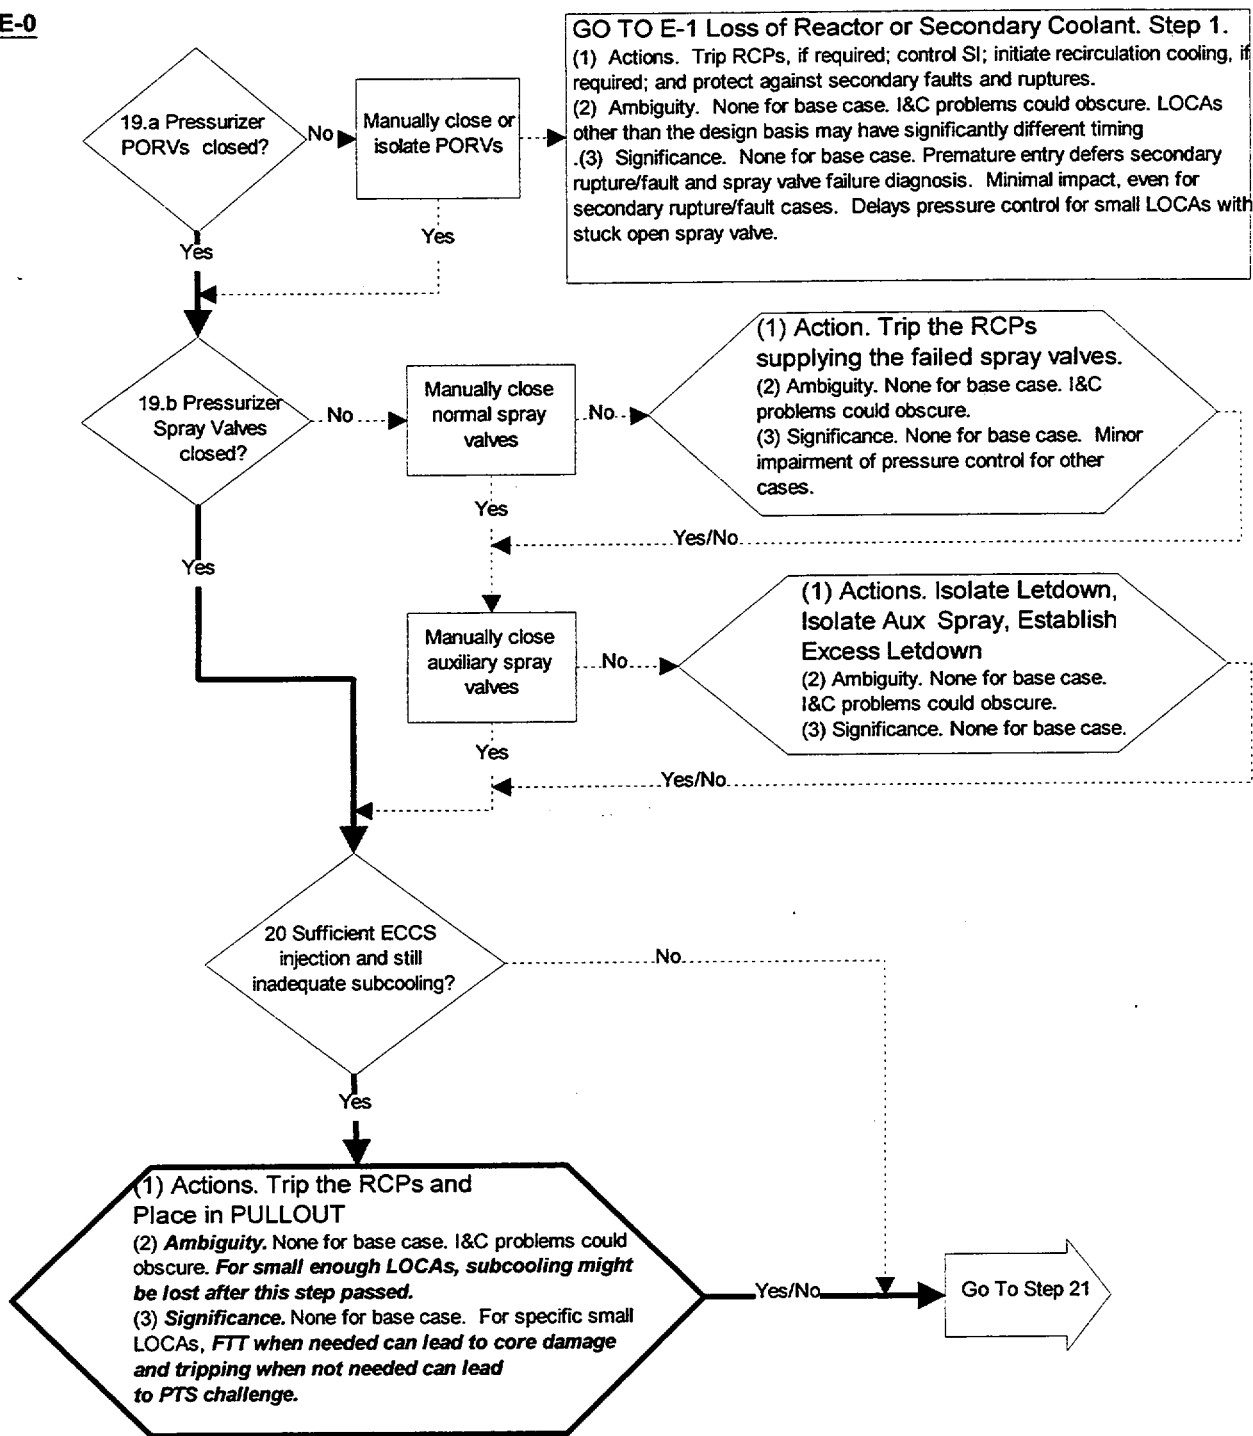 E-0
GO TO E-1 Loss of Reactor or Secondary Coolant. Step 1.
(1) Actions. Trip RCPs, if required; control SI; initiate recirculation cooling, if
required; and protect against secondary faults and ruptures.
(2) Ambiguity. None for base case. I&C problems could obscure. LOCAs
other than the design basis may have significantly different timing
.(3) Significance. None for base case. Premature entry defers secondary
rupture/fault and spray valve failure diagnosis. Minimal impact, even for
secondary rupture/fault cases. Delays pressure control for small LOCAs with
stuck open spray valve.
19.a Pressurizer
PORVs closed?
No
Manually close or
isolate PORVs
Yes
Yes
19.b Pressurizer
Spray Valves
closed?
No
Manually close
normal spray
valves
No
(1) Action. Trip the RCPs
supplying the failed spray valves.
(2) Ambiguity. None for base case. I&C
problems could obscure.
(3) Significance. None for base case. Minor
impairment of pressure control for other
cases.
Yes
Yes/No
Yes
Manually close
auxiliary spray
valves
No
(1) Actions. Isolate Letdown,
Isolate Aux Spray, Establish
Excess Letdown
(2) Ambiguity. None for base case.
I&C problems could obscure.
(3) Significance. None for base case.
Yes
Yes/No
20 Sufficient ECCS
injection and still
inadequate subcooling?
No
Yes
(1) Actions. Trip the RCPs and
Place in PULLOUT
(2) Ambiguity. None for base case. I&C problems could
obscure. For small enough LOCAs, subcooling might
be lost after this step passed.
(3) Significance. None for base case. For specific small
LOCAs, FTT when needed can lead to core damage
and tripping when not needed can lead
to PTS challenge.
Yes/No
Go To Step 21